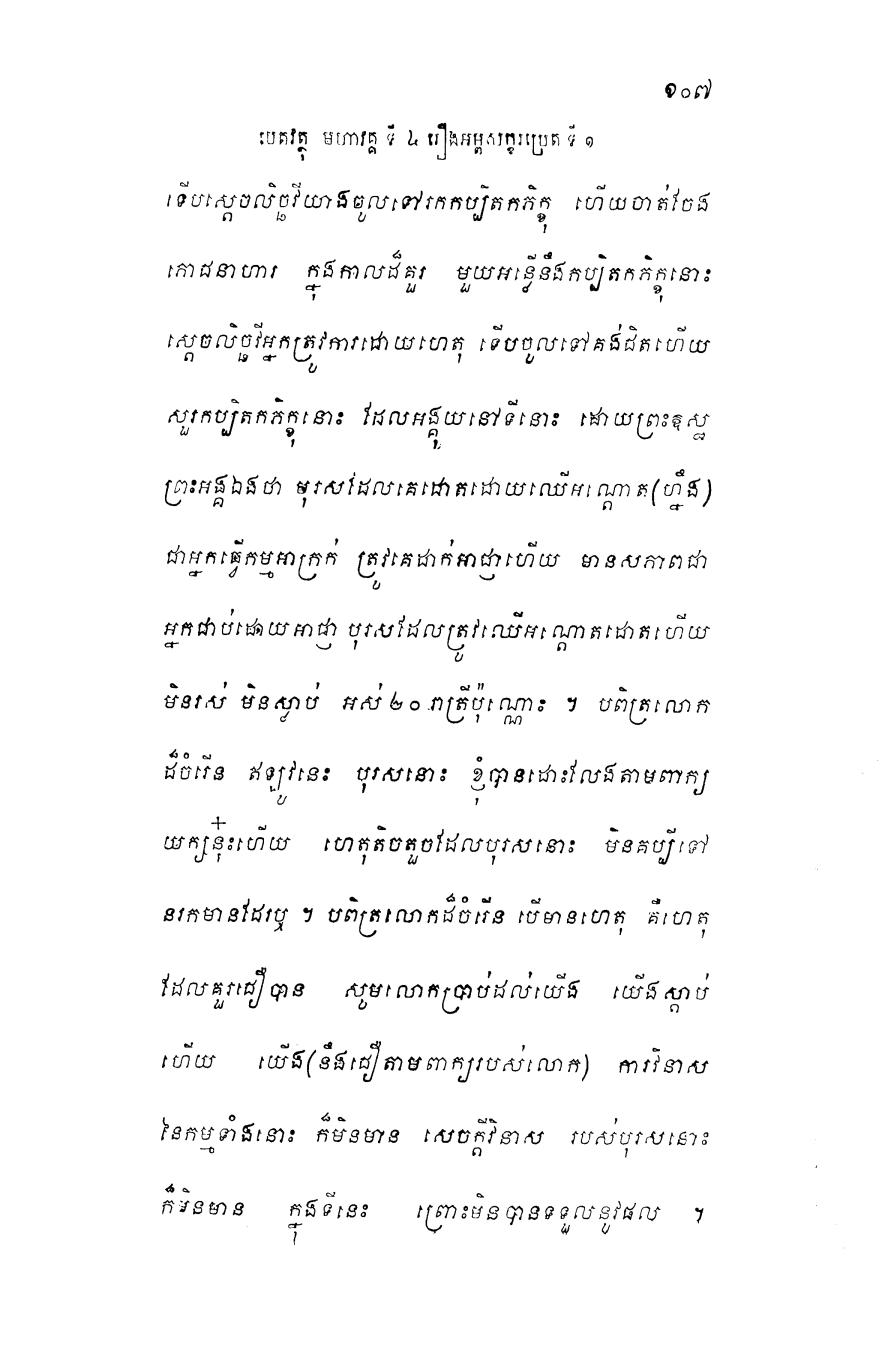 ១០៧
បេតវត្ថុ មហាវគ្គ ទី ៤ រឿងអម្ពសក្ខរប្រេត ទី ១
ទើបស្តេចលិច្ឆវីយាងចូលទៅរកកប្បិតកភិក្ខុ ហើយចាត់ចែង
ភោជនាហារ ក្នុងកាលដ៏គួរ មួយអន្លើនឹងកប្បិតកភិក្ខុនោះ
ស្តេចលិច្ឆវីអ្នកត្រូវការដោយហេតុ ទើបចូលទៅគង់ជិតហើយ
សួរកប្បិតកភិក្ខុនោះ ដែលអង្គុយនៅទីនោះ ដោយព្រះឱស្ឋ
ព្រះអង្គឯងថា បុរសដែលគេដោតដោយឈើអណ្តោត(ហ្នឹង)
ជាអ្នកធ្វើកម្មអាក្រក់ ត្រូវគេដាក់អាជ្ញាហើយ មានសភាពជា
អ្នកជាប់ដោយអាជ្ញា បុរសដែលត្រូវឈើអណ្តោតដោតហើយ
មិនរស់ មិនស្លាប់ អស់ ២០ រាត្រីប៉ុណ្ណោះ ។ បពិត្រលោក
ដ៏ចំរើន ឥឡូវនេះ បុរសនោះ ខ្ញុំបានដោះលែងតាមពាក្យ
យក្សនុ៎ះហើយ ហេតុតិចតួចដែលបុរសនោះ មិនគប្បីទៅ
នរកមានដែរឬ ។ បពិត្រលោកដ៏ចំរើន បើមានហេតុ គឺហេតុ
ដែលគួរជឿបាន សូមលោកប្រាប់ដល់យើង យើងស្តាប់
ហើយ យើង(នឹងជឿតាមពាក្យរបស់លោក) ការវិនាស
នៃកម្មទាំងនោះ ក៏មិនមាន សេចក្តីវិនាស របស់បុរសនោះ
ក៏មិនមាន ក្នុងទីនេះ ព្រោះមិនបានទទួលនូវផល ។